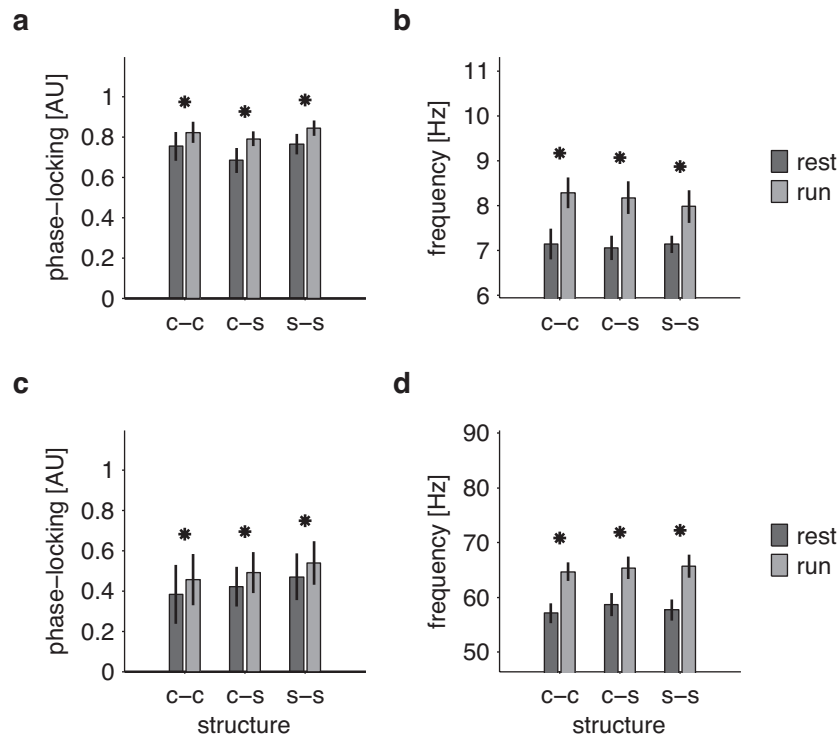 a
phase–locking [AU]
1
0.8
0.6
0.4
0.2
0
* * *
c–c c–s s–s
b
frequency [Hz]
11
10
9
8
7
6
* * *
c–c c–s s–s
rest
run
c
phase–locking [AU]
1
0.8
0.6
0.4
0.2
0
* * *
c–c c–s s–s
structure
d
frequency [Hz]
90
80
70
60
50
* * *
c–c c–s s–s
structure
rest
run